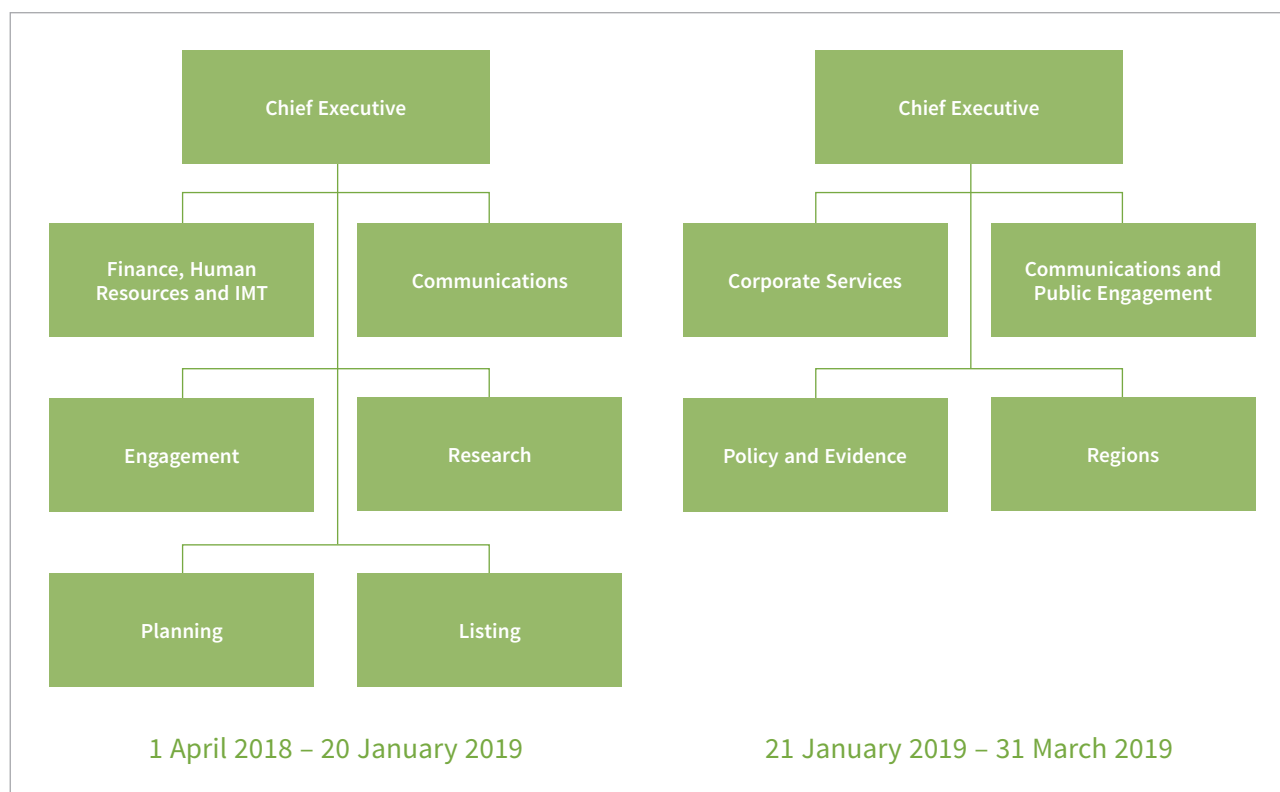 Chief Executive
Finance, Human
Resources and IMT
Communications
Engagement
Research
Planning
Listing
1 April 2018 – 20 January 2019
Chief Executive
Corporate Services
Communications and
Public Engagement
Policy and Evidence
Regions
21 January 2019 – 31 March 2019